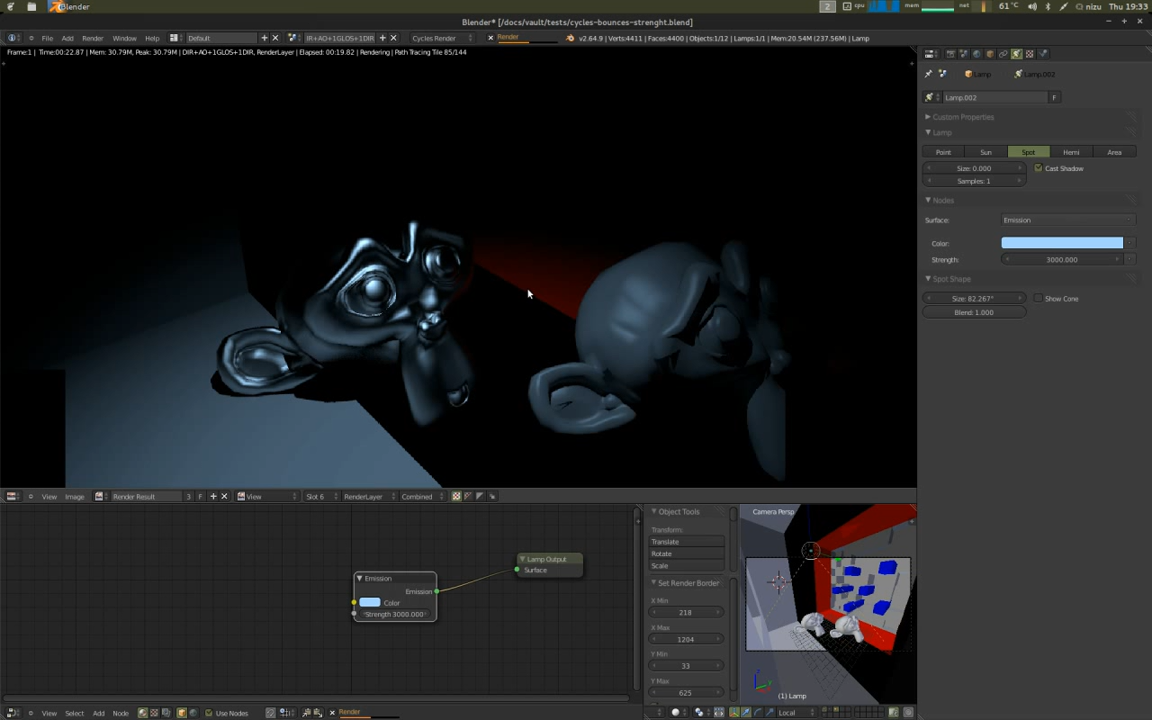 Blender
2 cpu mem net 61°C nizu Thu 19:33
Blender* [/docs/vault/tests/cycles-bounces-strenght.blend]
File Add Render Window Help Default IR+AO+1GLOS+1DIR Cycles Render Render v2.64.9 | Verts:4411 | Faces:4400 | Objects:1/12 | Lamps:1/1 | Mem:20.54M (237.56M) | Lamp
Frame:1 | Time:00:22.87 | Mem: 30.79M, Peak: 30.79M | DIR+AO+1GLOS+1DIR, RenderLayer | Elapsed: 00:19.82 | Rendering | Path Tracing Tile 85/144
Lamp Lamp.002
Lamp.002 F
Custom Properties
Lamp
Point Sun Spot Hemi Area
Size: 0.000 Cast Shadow
Samples: 1
Nodes
Surface: Emission
Color:
Strength: 3000.000
Spot Shape
Size: 82.267° Show Cone
Blend: 1.000
View Image Render Result 3 F View Slot 6 RenderLayer Combined
Object Tools
Transform:
Translate
Rotate
Scale
Set Render Border
X Min
218
X Max
1204
Y Min
33
Y Max
625
Camera Persp
(1) Lamp
Lamp Output
Surface
Emission
Emission
Color
Strength 3000.000
View Select Add Node Use Nodes Render
Local